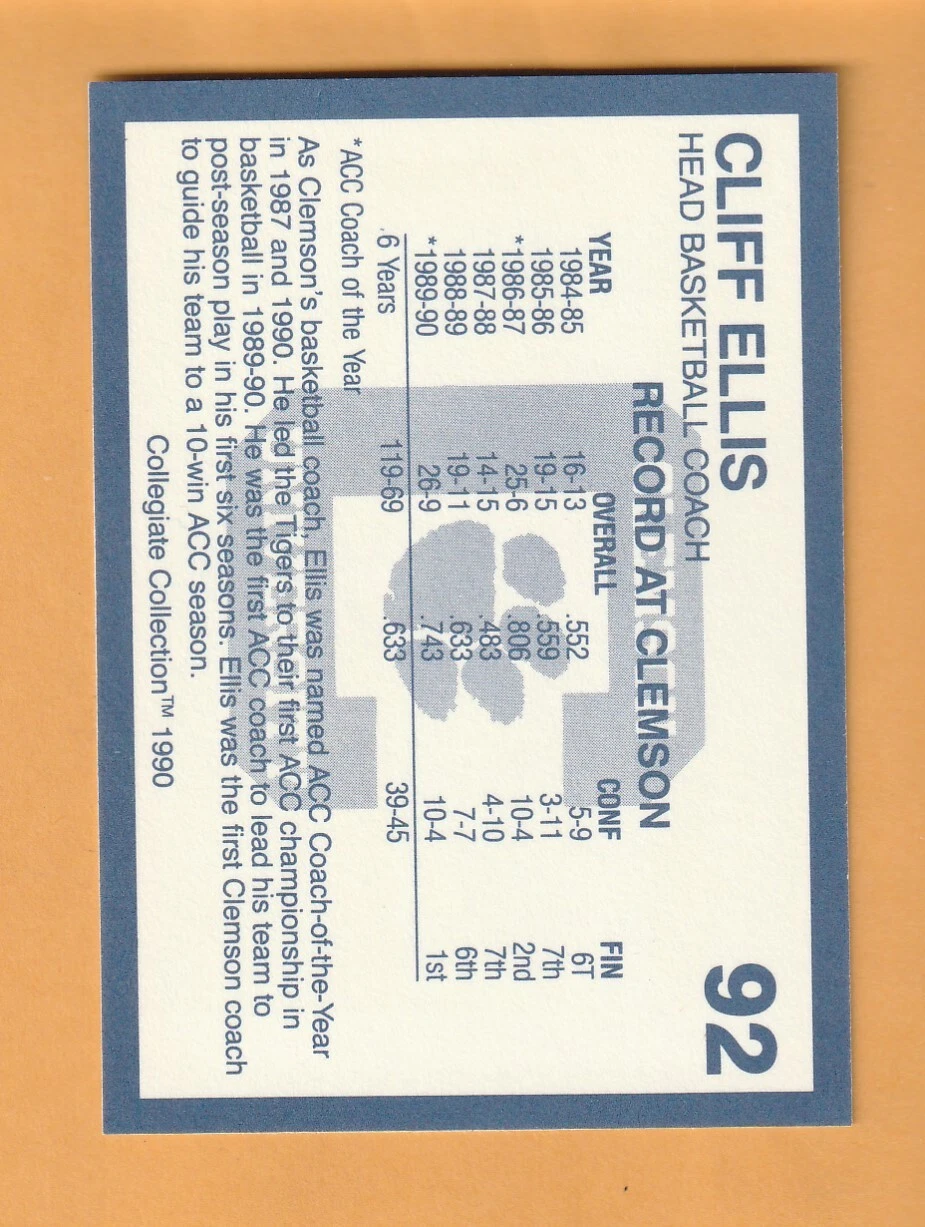 CLIFF ELLIS 92
HEAD BASKETBALL COACH
RECORD AT CLEMSON
YEAR OVERALL CONF FIN
1984-85 16-13 .552 5-9 6T
1985-86 19-15 .559 3-11 7th
*1986-87 25-6 .806 10-4 2nd
1987-88 14-15 .483 4-10 7th
1988-89 19-11 .633 7-7 6th
*1989-90 26-9 .743 10-4 1st
6 Years 119-69 .633 39-45
*ACC Coach of the Year
As Clemson's basketball coach, Ellis was named ACC Coach-of-the-Year
in 1987 and 1990. He led the Tigers to their first ACC championship in
basketball in 1989-90. He was the first ACC coach to lead his team to
post-season play in his first six seasons. Ellis was the first Clemson coach
to guide his team to a 10-win ACC season.
Collegiate Collection™ 1990